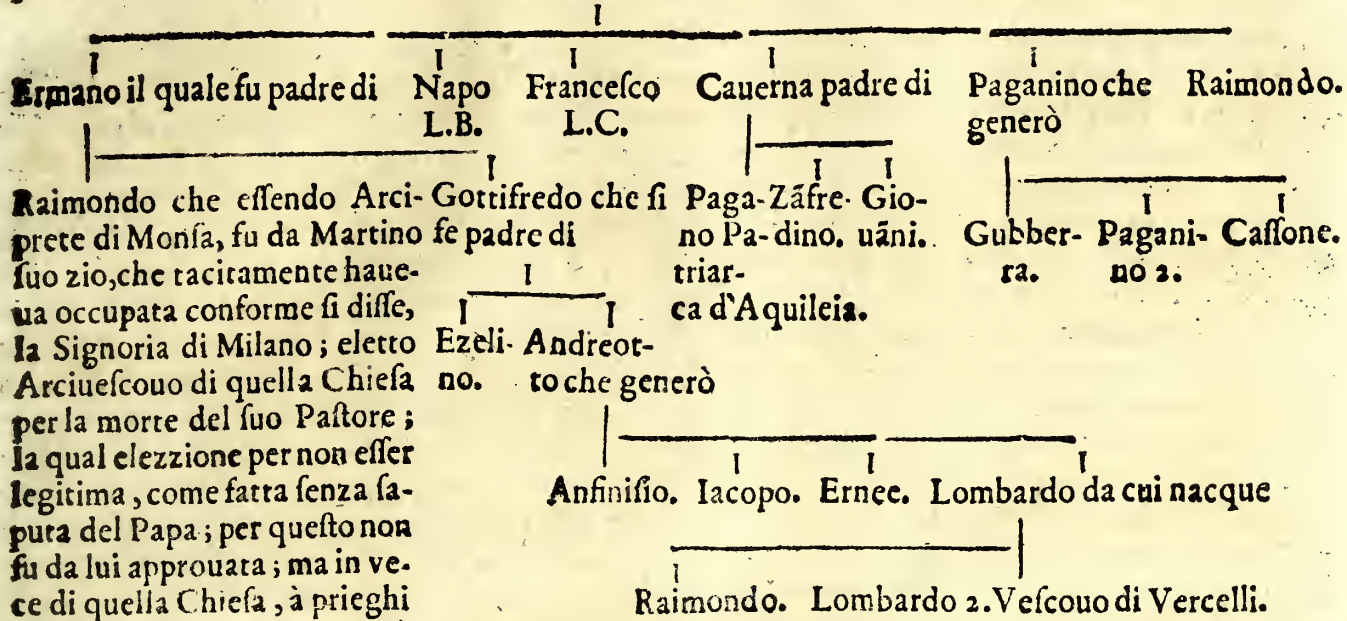 Ermano il quale fu padre di Napo Franceſco Cauerna padre di Paganino che Raimondo.
L.B. L.C. generò
Raimondo che eſſendo Arci- Gottifredo che ſi Paga- Zãfre- Gio-
prete di Monſa, fu da Martino fe padre di no Pa- dino. uãni. Gubber- Pagani- Caſſone.
ſuo zio, che tacitamente haue- triar- ra. no 2.
ua occupata conforme ſi diſſe, ca d'Aquileia.
la Signoria di Milano; eletto Ezeli- Andreot-
Arciueſcouo di quella Chieſa no. to che generò
per la morte del ſuo Paſtore;
la qual elezzione per non eſſer
legitima, come fatta ſenza ſa- Anfiniſio. Iacopo. Ernee. Lombardo da cui nacque
puta del Papa; per queſto non
fu da lui approuata; ma in ve-
ce di quella Chieſa, à prieghi Raimondo. Lombardo 2. Veſcouo di Vercelli.